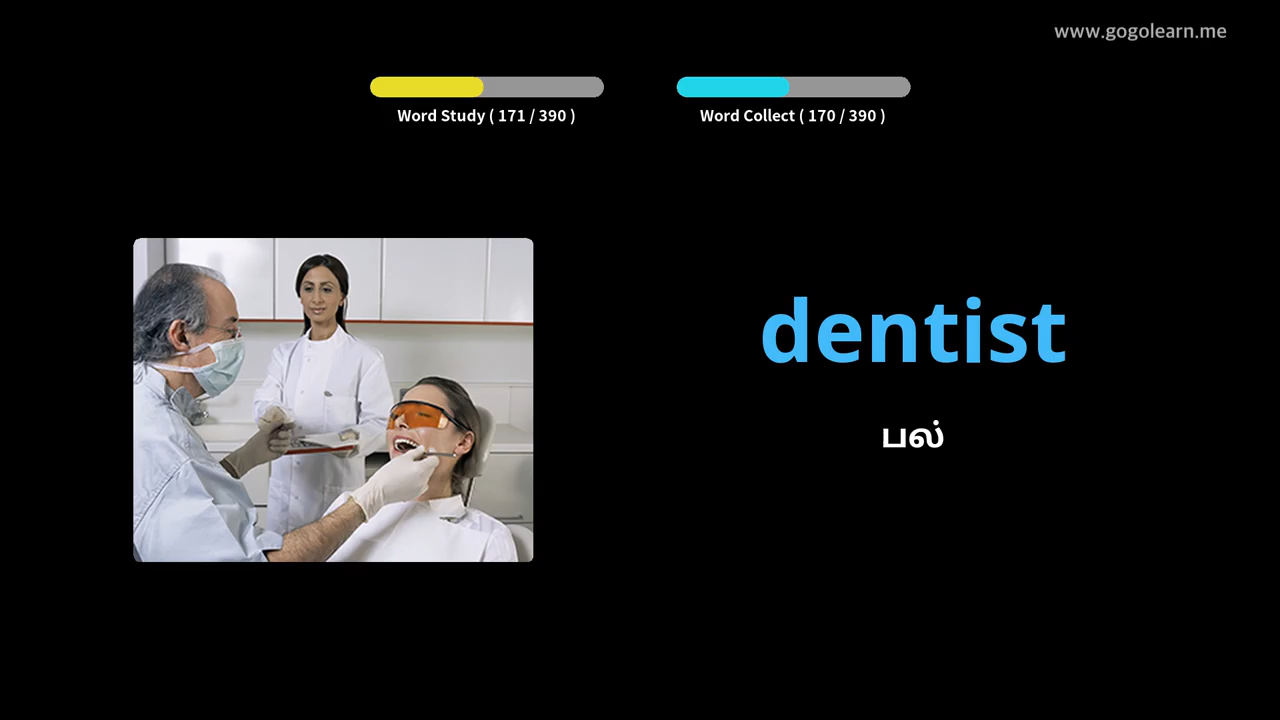 www.gogolearn.me
Word Study ( 171 / 390 )
Word Collect ( 170 / 390 )
dentist
பல்